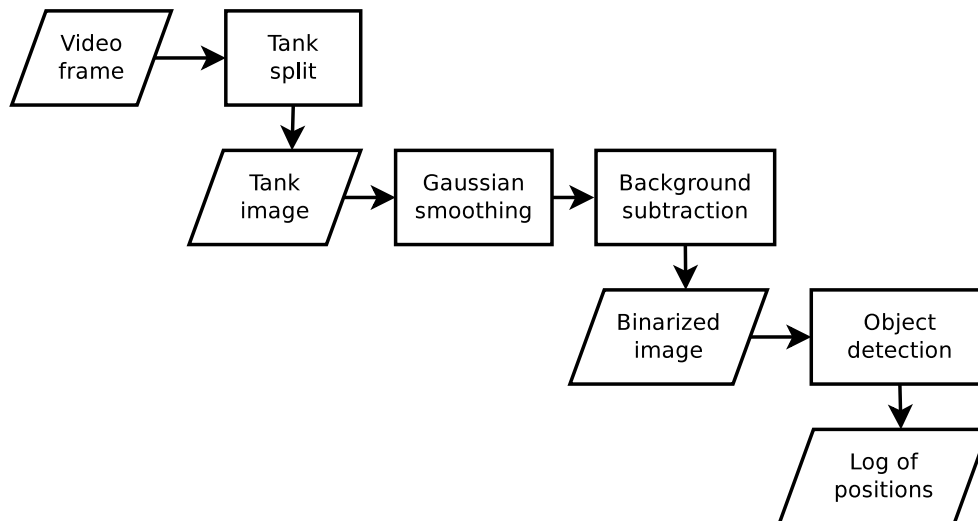 Video
frame
Tank
split
Tank
image
Gaussian
smoothing
Background
subtraction
Binarized
image
Object
detection
Log of
positions